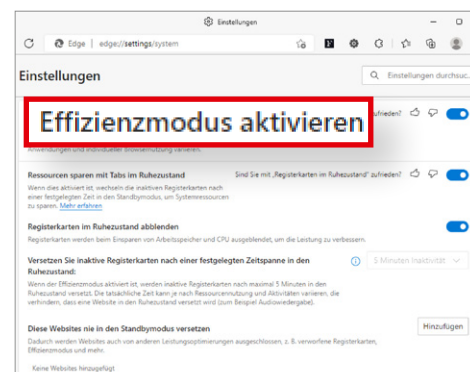 Einstellungen
Edge | edge://settings/system
Einstellungen
Einstellungen durchsuc...
Effizienzmodus aktivieren
zufrieden?
Anwendungen und individueller Browsernutzung variieren.
Ressourcen sparen mit Tabs im Ruhezustand
Sind Sie mit „Registerkarten im Ruhezustand“ zufrieden?
Wenn dies aktiviert ist, wechseln die inaktiven Registerkarten nach
einer festgelegten Zeit in den Standbymodus, um Systemressourcen
zu sparen. Mehr erfahren
Registerkarten im Ruhezustand abblenden
Registerkarten werden beim Einsparen von Arbeitsspeicher und CPU ausgeblendet, um die Leistung zu verbessern.
Versetzen Sie inaktive Registerkarten nach einer festgelegten Zeitspanne in den
Ruhezustand:
5 Minuten Inaktivität
Wenn der Effizienzmodus aktiviert ist, werden inaktive Registerkarten nach maximal 5 Minuten in den
Ruhezustand versetzt. Die tatsächliche Zeit kann je nach Ressourcennutzung und Aktivitäten variieren, die
verhindern, dass eine Website in den Ruhezustand versetzt wird (zum Beispiel Audiowiedergabe).
Diese Websites nie in den Standbymodus versetzen
Hinzufügen
Dadurch werden Websites auch von anderen Leistungsoptimierungen ausgeschlossen, z. B. verworfene Registerkarten,
Effizienzmodus und mehr.
Keine Websites hinzugefügt